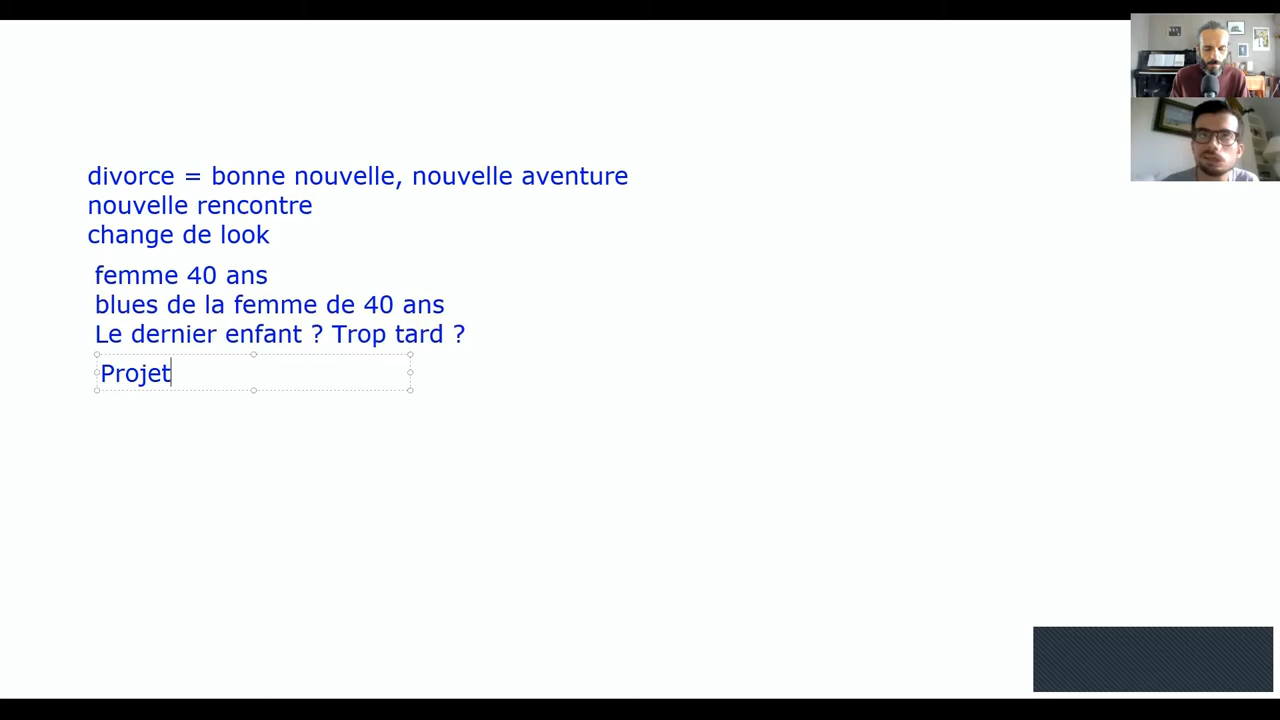 divorce = bonne nouvelle, nouvelle aventure
nouvelle rencontre
change de look
femme 40 ans
blues de la femme de 40 ans
Le dernier enfant ? Trop tard ?
Projet